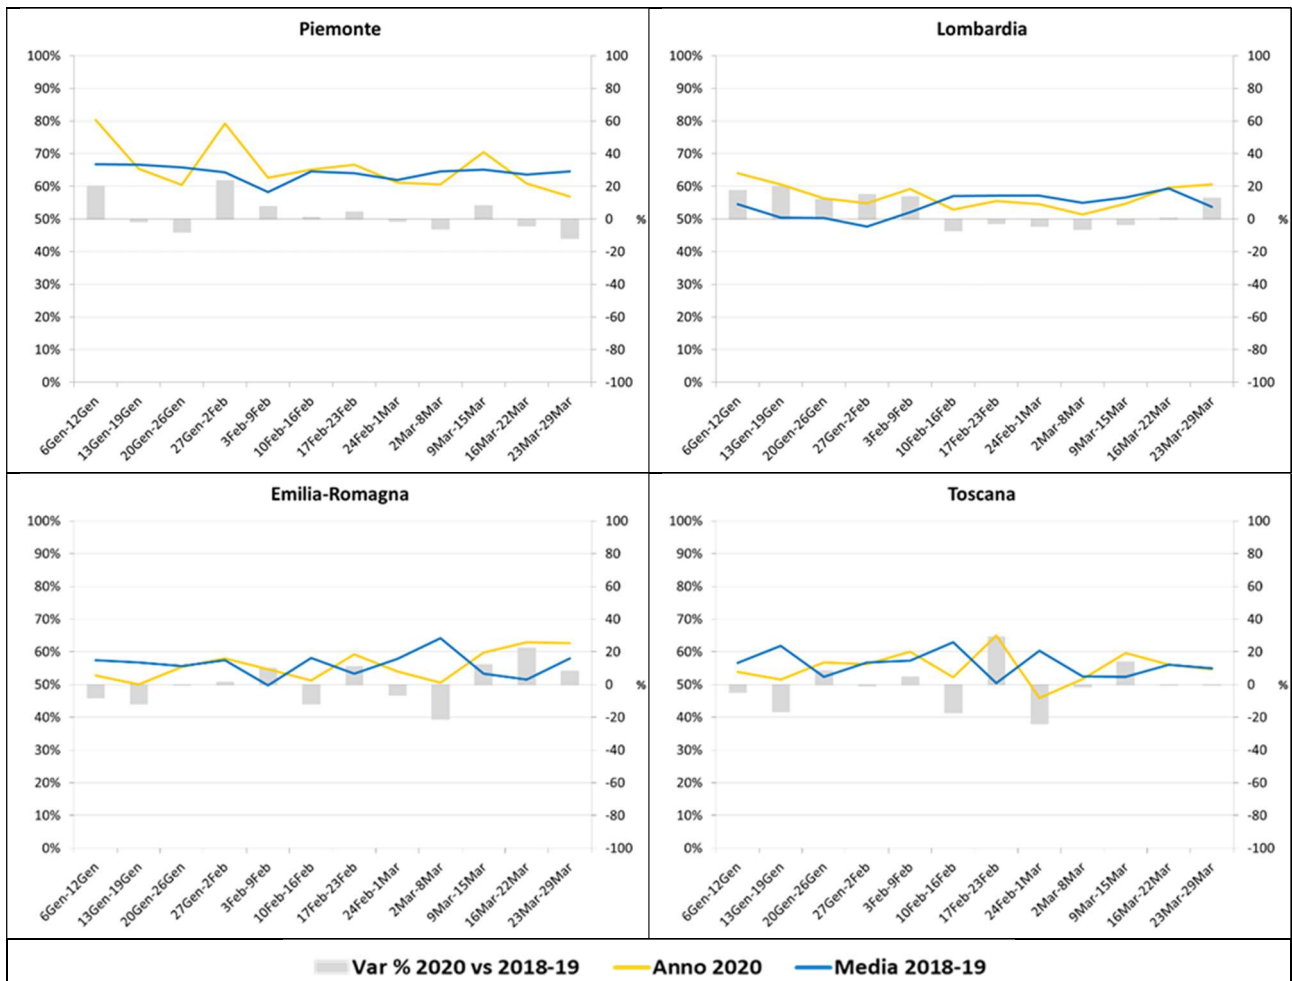 Piemonte
100%
90%
80%
70%
60%
50%
40%
30%
20%
10%
0%
100
80
60
40
20
0
-20
-40
-60
-80
-100
%
6Gen-12Gen
13Gen-19Gen
20Gen-26Gen
27Gen-2Feb
3Feb-9Feb
10Feb-16Feb
17Feb-23Feb
24Feb-1Mar
2Mar-8Mar
9Mar-15Mar
16Mar-22Mar
23Mar-29Mar
Lombardia
100%
90%
80%
70%
60%
50%
40%
30%
20%
10%
0%
100
80
60
40
20
0
-20
-40
-60
-80
-100
%
6Gen-12Gen
13Gen-19Gen
20Gen-26Gen
27Gen-2Feb
3Feb-9Feb
10Feb-16Feb
17Feb-23Feb
24Feb-1Mar
2Mar-8Mar
9Mar-15Mar
16Mar-22Mar
23Mar-29Mar
Emilia-Romagna
100%
90%
80%
70%
60%
50%
40%
30%
20%
10%
0%
100
80
60
40
20
0
-20
-40
-60
-80
-100
%
6Gen-12Gen
13Gen-19Gen
20Gen-26Gen
27Gen-2Feb
3Feb-9Feb
10Feb-16Feb
17Feb-23Feb
24Feb-1Mar
2Mar-8Mar
9Mar-15Mar
16Mar-22Mar
23Mar-29Mar
Toscana
100%
90%
80%
70%
60%
50%
40%
30%
20%
10%
0%
100
80
60
40
20
0
-20
-40
-60
-80
-100
%
6Gen-12Gen
13Gen-19Gen
20Gen-26Gen
27Gen-2Feb
3Feb-9Feb
10Feb-16Feb
17Feb-23Feb
24Feb-1Mar
2Mar-8Mar
9Mar-15Mar
16Mar-22Mar
23Mar-29Mar
Var % 2020 vs 2018-19 Anno 2020 Media 2018-19